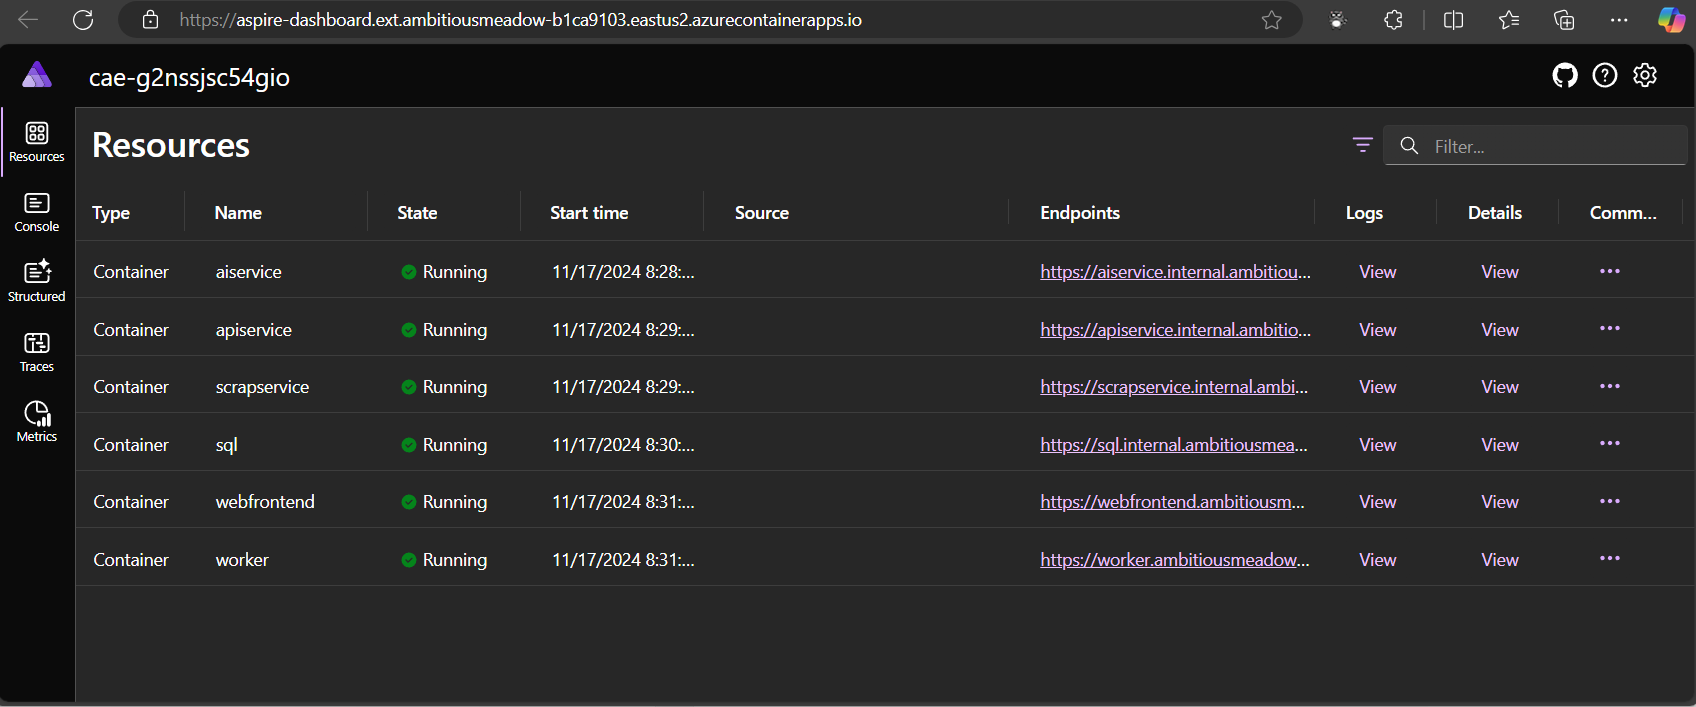 https://aspire-dashboard.ext.ambitiousmeadow-b1ca9103.eastus2.azurecontainerapps.io
cae-g2nssjsc54gio
Resources
Console
Structured
Traces
Metrics
Resources
Filter...
Type Name State Start time Source Endpoints Logs Details Comm...
Container aiservice Running 11/17/2024 8:28:... https://aiservice.internal.ambitiou... View View
Container apiservice Running 11/17/2024 8:29:... https://apiservice.internal.ambitio... View View
Container scrapservice Running 11/17/2024 8:29:... https://scrapservice.internal.ambi... View View
Container sql Running 11/17/2024 8:30:... https://sql.internal.ambitiousmea... View View
Container webfrontend Running 11/17/2024 8:31:... https://webfrontend.ambitiousm... View View
Container worker Running 11/17/2024 8:31:... https://worker.ambitiousmeadow... View View